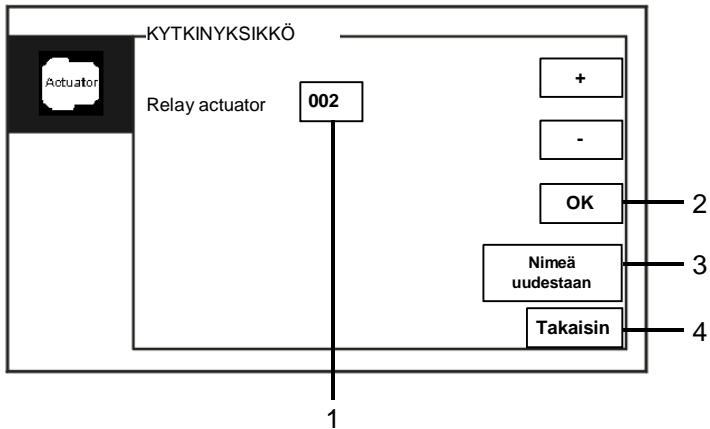 KYTKINYKSIKKÖ
Actuator
Relay actuator
002
+
-
OK
2
Nimeä
uudestaan
3
Takaisin
4
1